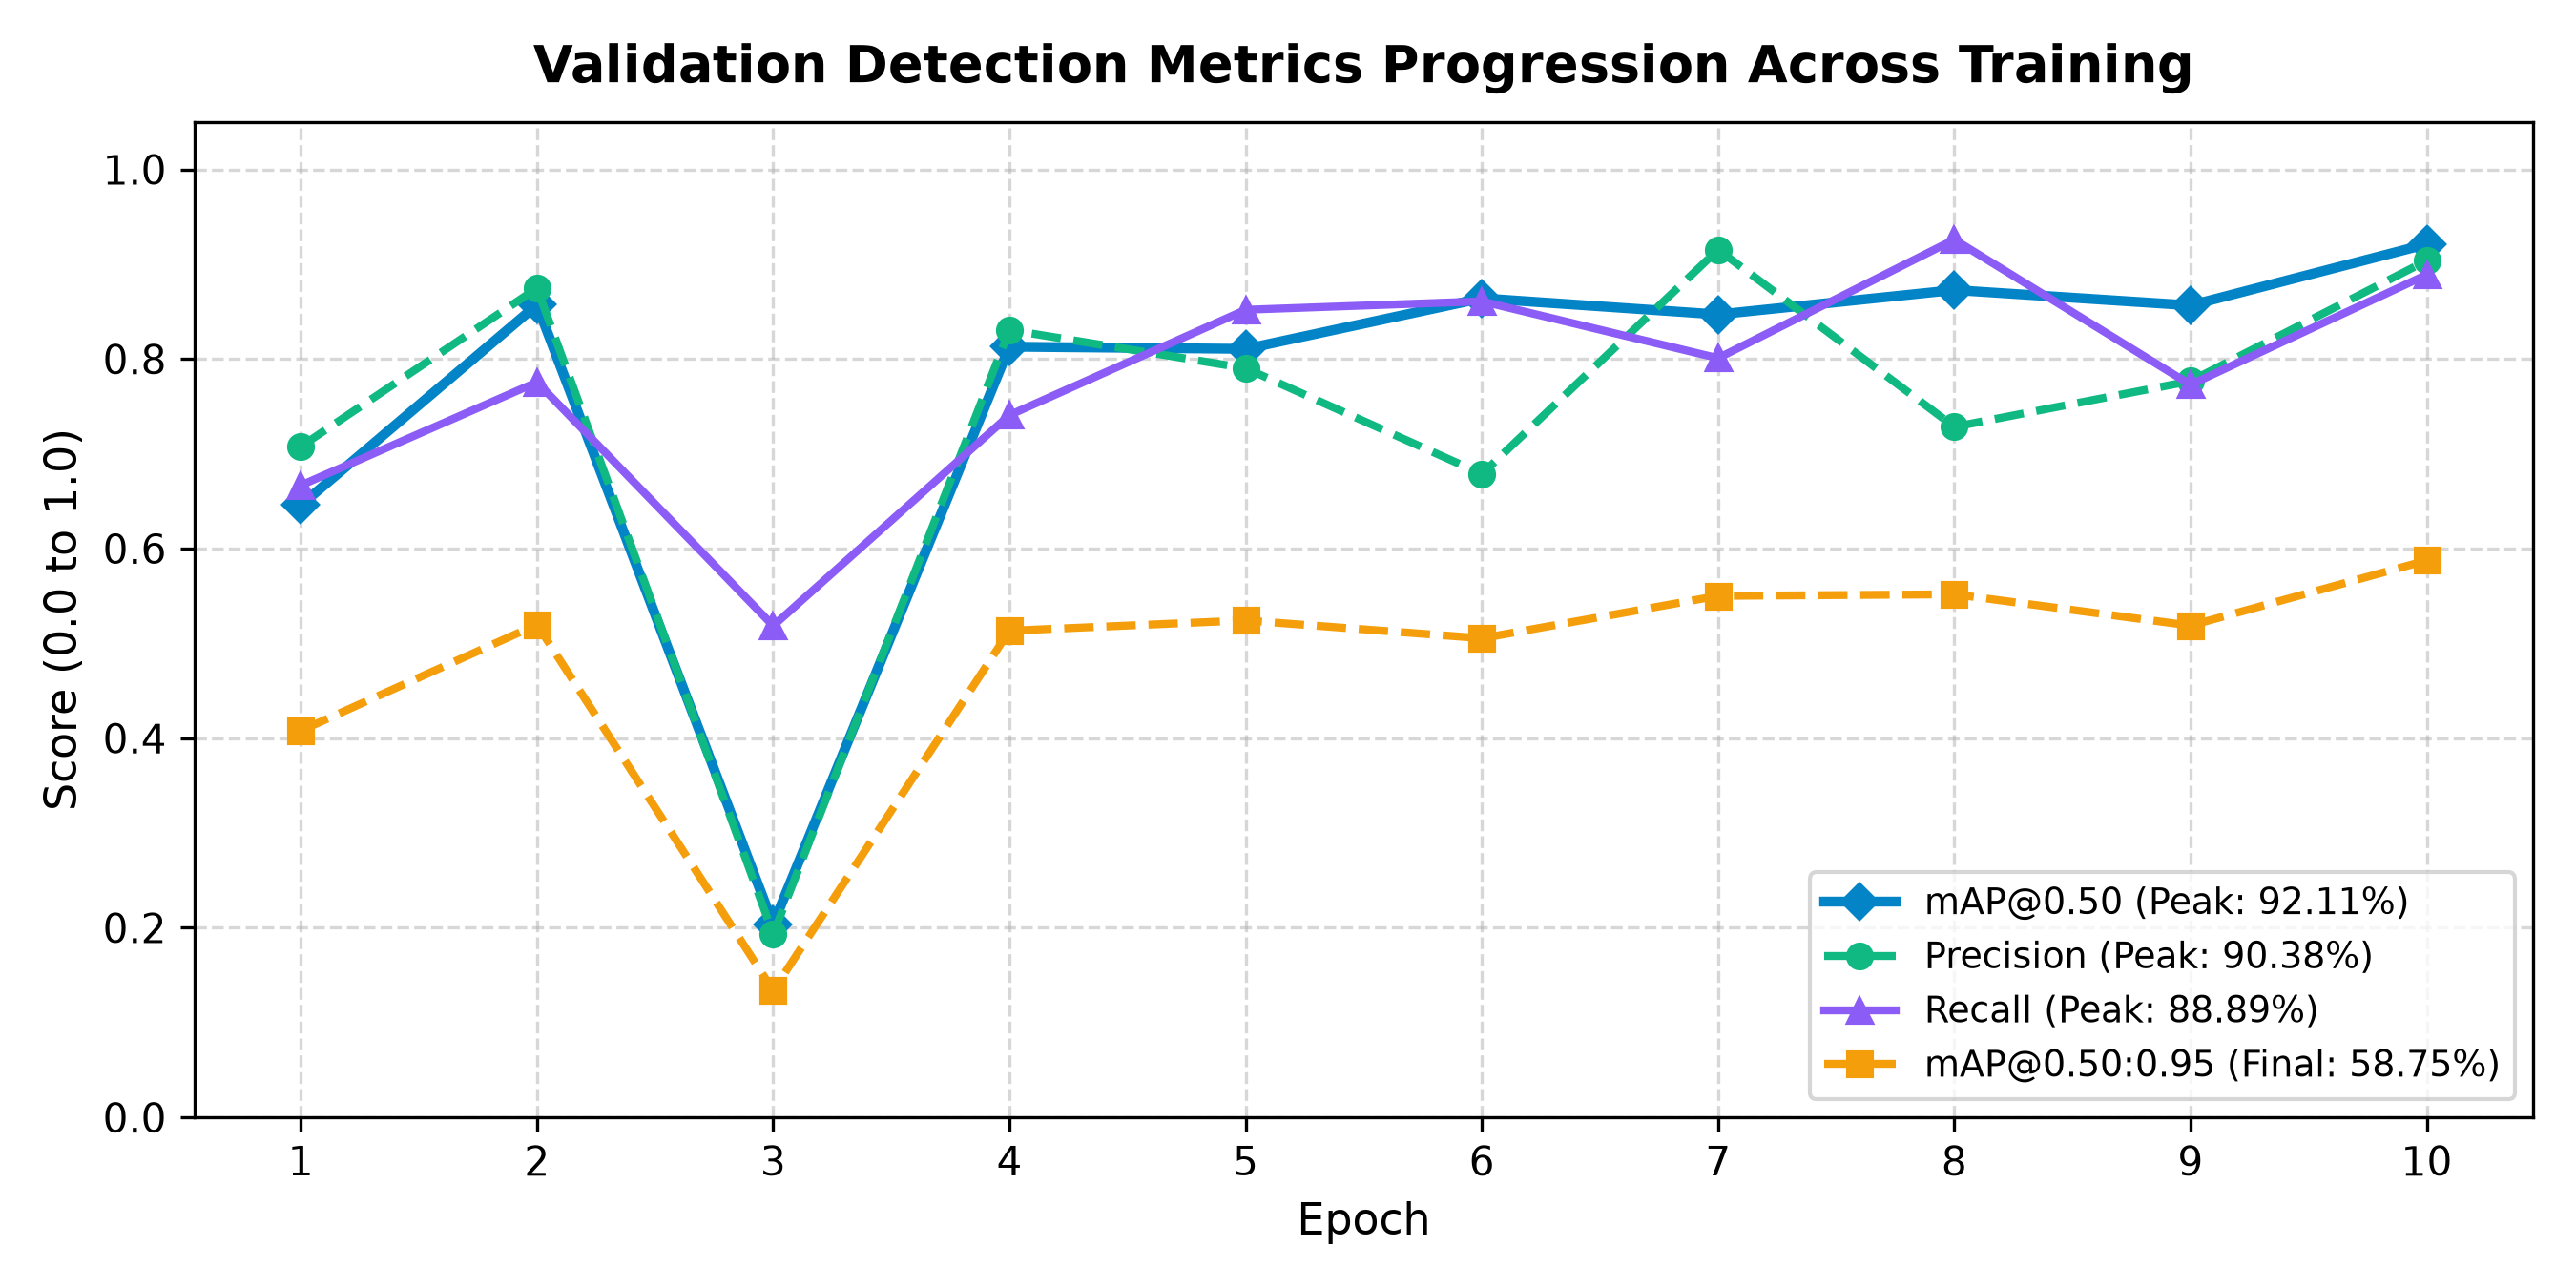 Validation Detection Metrics Progression Across Training
Score (0.0 to 1.0)
1.0
0.8
0.6
0.4
0.2
0.0
1 2 3 4 5 6 7 8 9 10
Epoch
mAP@0.50 (Peak: 92.11%)
Precision (Peak: 90.38%)
Recall (Peak: 88.89%)
mAP@0.50:0.95 (Final: 58.75%)